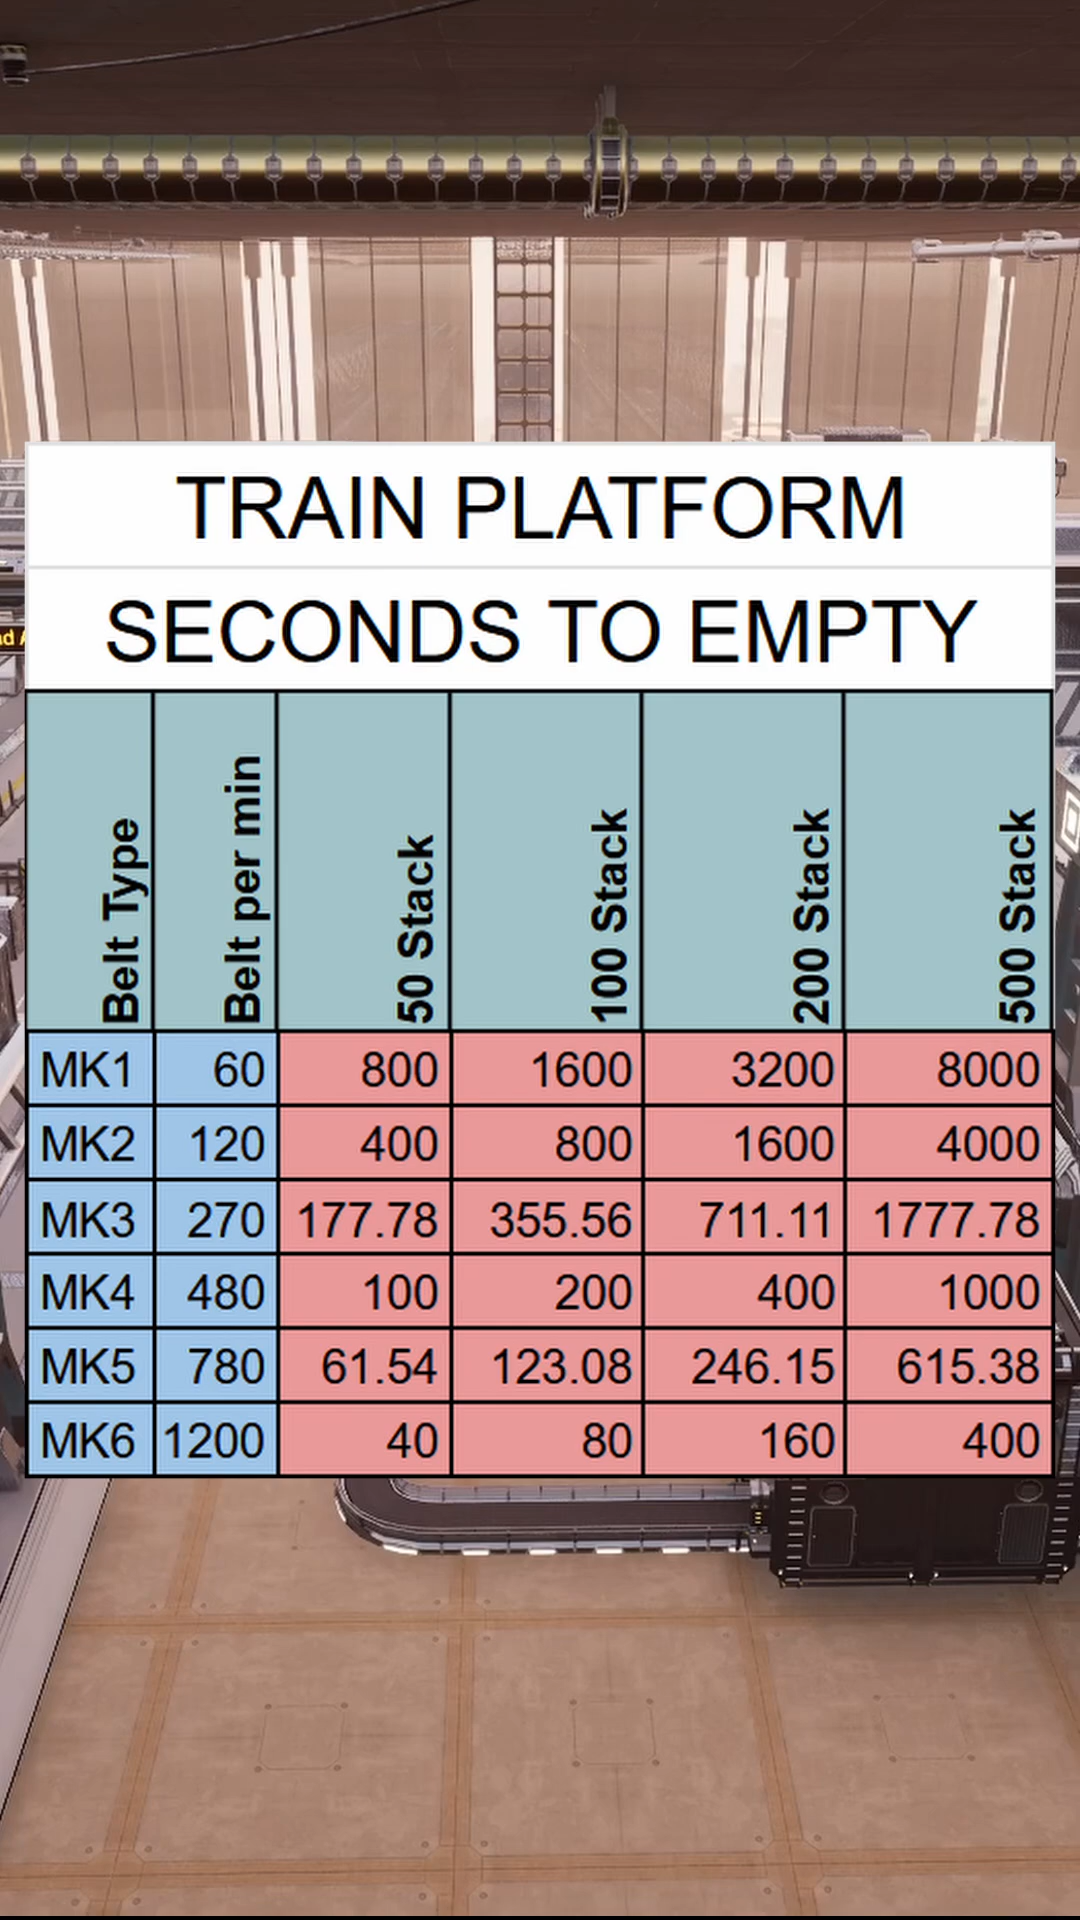 TRAIN PLATFORM
SECONDS TO EMPTY
Belt Type Belt per min 50 Stack 100 Stack 200 Stack 500 Stack
MK1 60 800 1600 3200 8000
MK2 120 400 800 1600 4000
MK3 270 177.78 355.56 711.11 1777.78
MK4 480 100 200 400 1000
MK5 780 61.54 123.08 246.15 615.38
MK6 1200 40 80 160 400